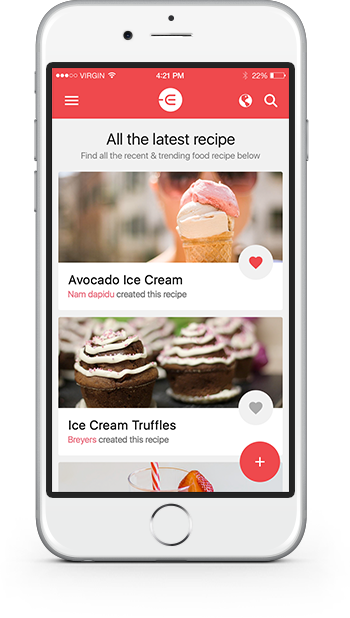 VIRGIN 4:21 PM 22%
All the latest recipe
Find all the recent & trending food recipe below
Avocado Ice Cream
Nam dapidu created this recipe
Ice Cream Truffles
Breyers created this recipe
+